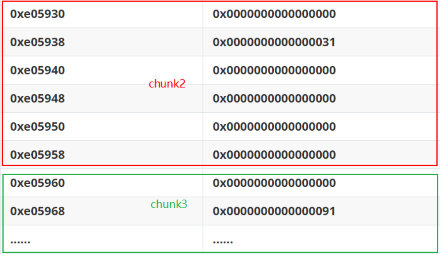 0xe05930 0x0000000000000000
0xe05938 0x0000000000000031
0xe05940 0x0000000000000000
chunk2
0xe05948 0x0000000000000000
0xe05950 0x0000000000000000
0xe05958 0x0000000000000000
0xe05960 0x0000000000000000
chunk3
0xe05968 0x0000000000000091
...... ......